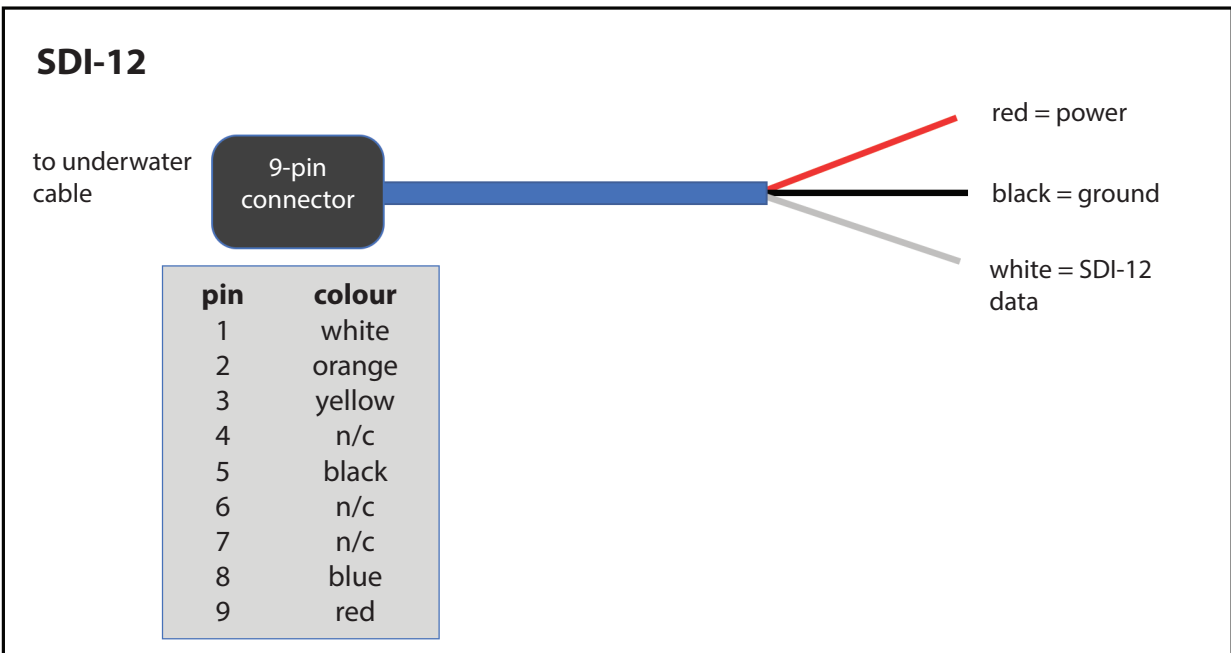 SDI-12
to underwater
cable
9-pin
connector
red = power
black = ground
white = SDI-12
data
pin colour
1 white
2 orange
3 yellow
4 n/c
5 black
6 n/c
7 n/c
8 blue
9 red